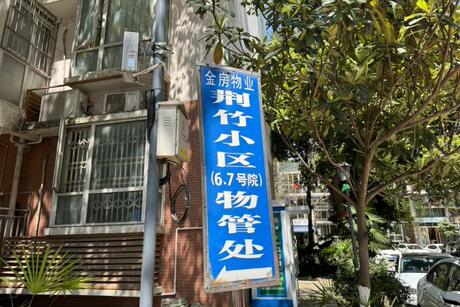 金房物业
荆竹小区
(6.7号院)
物管处